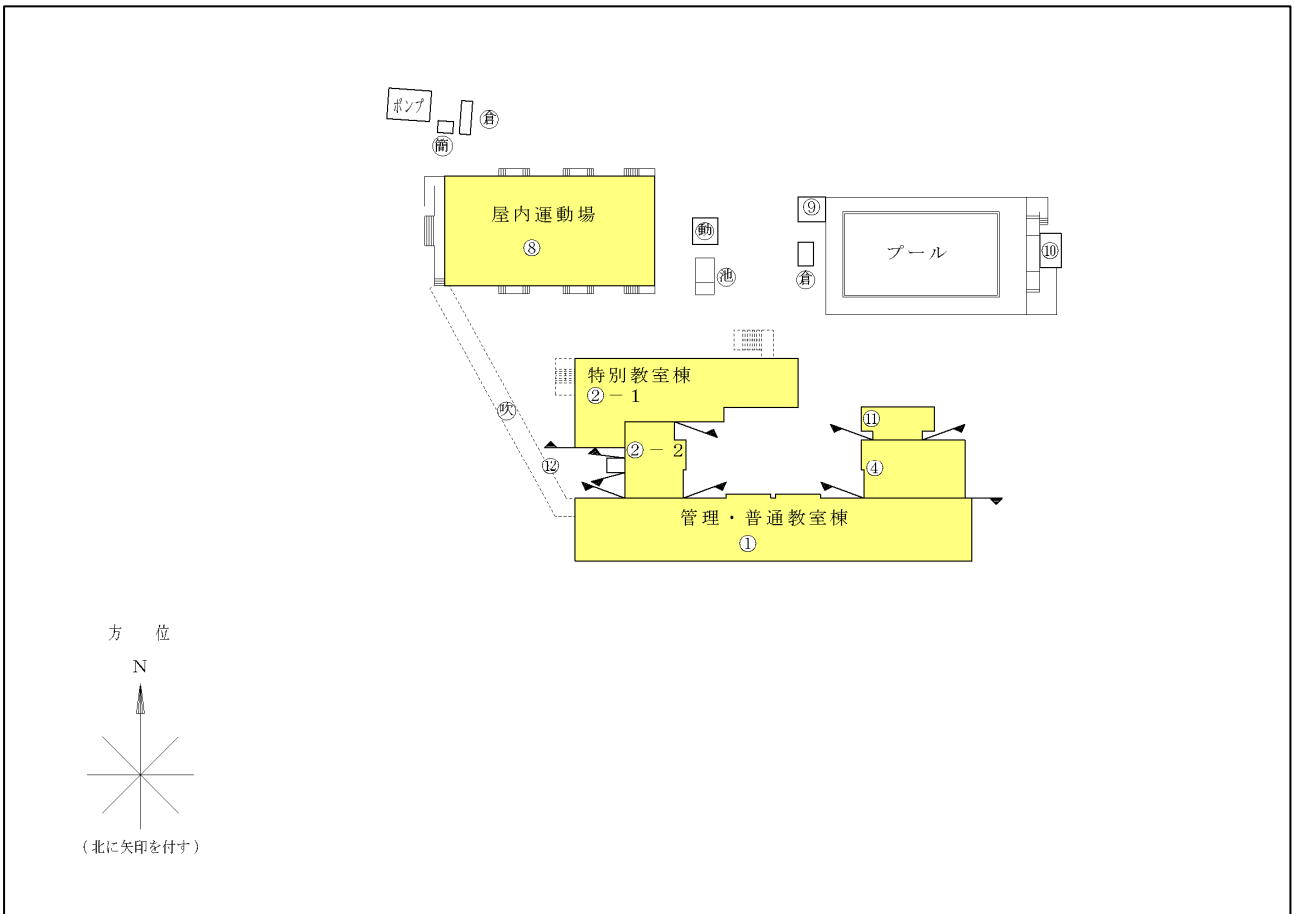 ポンプ
倉
簡
屋内運動場
⑧
動
池
⑨
倉
プール
⑩
特別教室棟
②－1
吹
②－2
⑫
⑪
④
管理・普通教室棟
①
方　位
N
(北に矢印を付す)